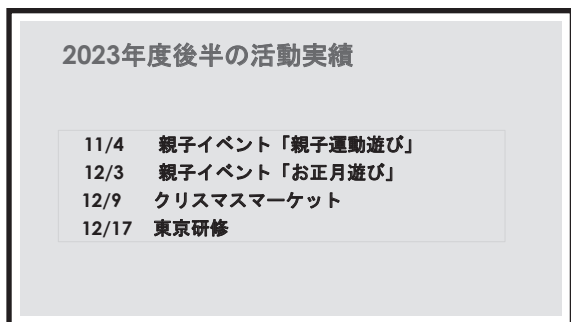 2023年度後半の活動実績
11/4 親子イベント「親子運動遊び」
12/3 親子イベント「お正月遊び」
12/9 クリスマスマーケット
12/17 東京研修